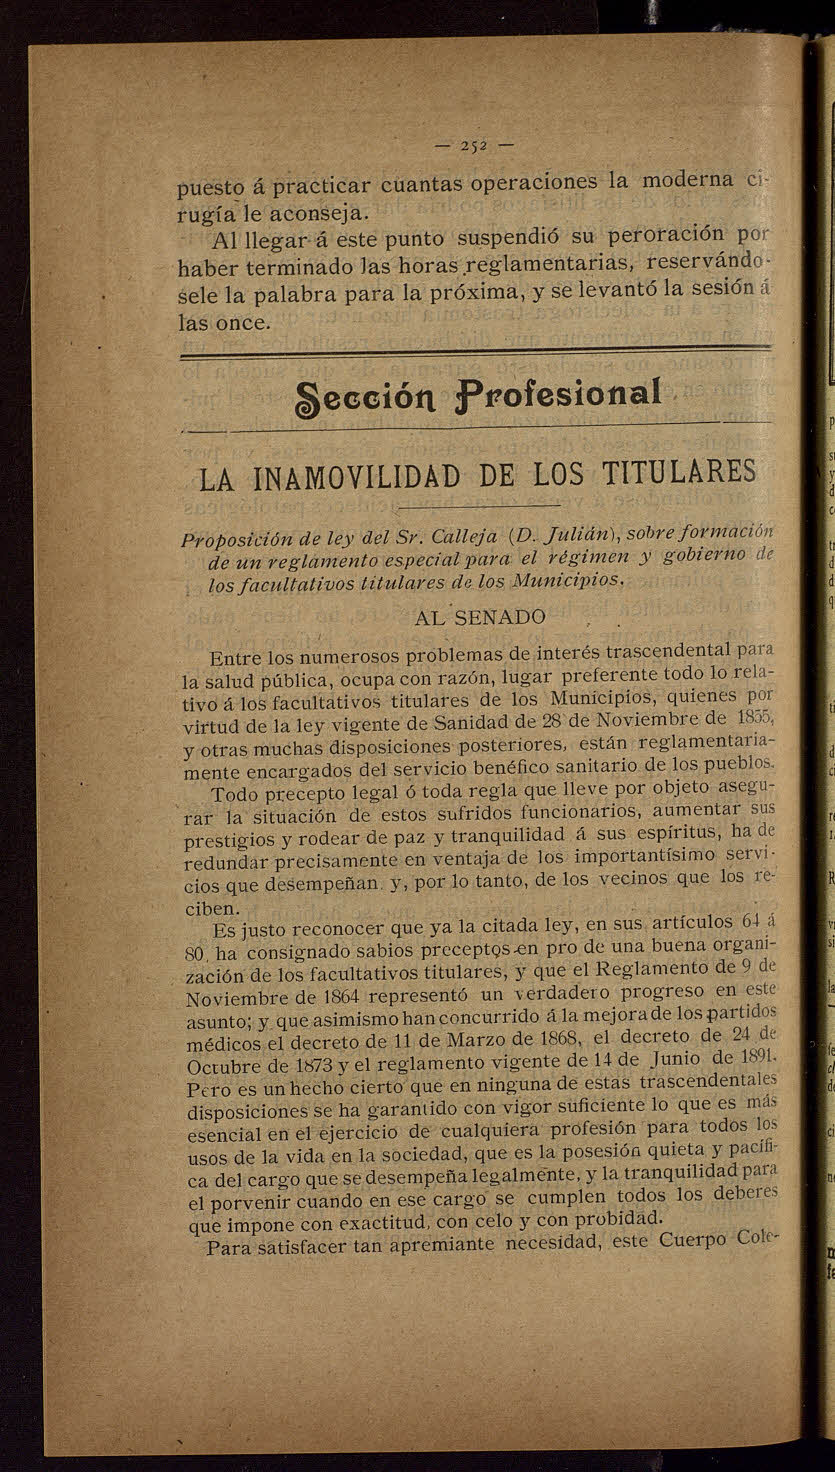 — 252 —
puesto á practicar cuantas operaciones la moderna ci-
rugía le aconseja.
Al llegar á este punto suspendió su peroración por
haber terminado las horas reglamentarias, reservándo-
sele la palabra para la próxima, y se levantó la sesión á
las once.
Sección Profesional
LA INAMOVILIDAD DE LOS TITULARES
Proposición de ley del Sr. Calleja (D. Julián), sobre formación
de un reglamento especial para el régimen y gobierno de
los facultativos titulares de los Municipios.
AL SENADO
Entre los numerosos problemas de interés trascendental para
la salud pública, ocupa con razón, lugar preferente todo lo rela-
tivo á los facultativos titulares de los Municipios, quienes por
virtud de la ley vigente de Sanidad de 28 de Noviembre de 1855,
y otras muchas disposiciones posteriores, están reglamentaria-
mente encargados del servicio benéfico sanitario de los pueblos.
Todo precepto legal ó toda regla que lleve por objeto asegu-
rar la situación de estos sufridos funcionarios, aumentar sus
prestigios y rodear de paz y tranquilidad á sus espíritus, ha de
redundar precisamente en ventaja de los importantísimo servi-
cios que desempeñan y, por lo tanto, de los vecinos que los re-
ciben.
Es justo reconocer que ya la citada ley, en sus artículos 64 á
80, ha consignado sabios preceptos en pro de una buena organi-
zación de los facultativos titulares, y que el Reglamento de 9 de
Noviembre de 1864 representó un verdadero progreso en este
asunto; y que asimismo han concurrido á la mejora de los partidos
médicos el decreto de 11 de Marzo de 1868, el decreto de 24 de
Octubre de 1873 y el reglamento vigente de 14 de Junio de 1891.
Pero es un hecho cierto que en ninguna de estas trascendentales
disposiciones se ha garantido con vigor suficiente lo que es más
esencial en el ejercicio de cualquiera profesión para todos los
usos de la vida en la sociedad, que es la posesión quieta y pacífi-
ca del cargo que se desempeña legalmente, y la tranquilidad para
el porvenir cuando en ese cargo se cumplen todos los deberes
que impone con exactitud, con celo y con probidad.
Para satisfacer tan apremiante necesidad, este Cuerpo Cole-